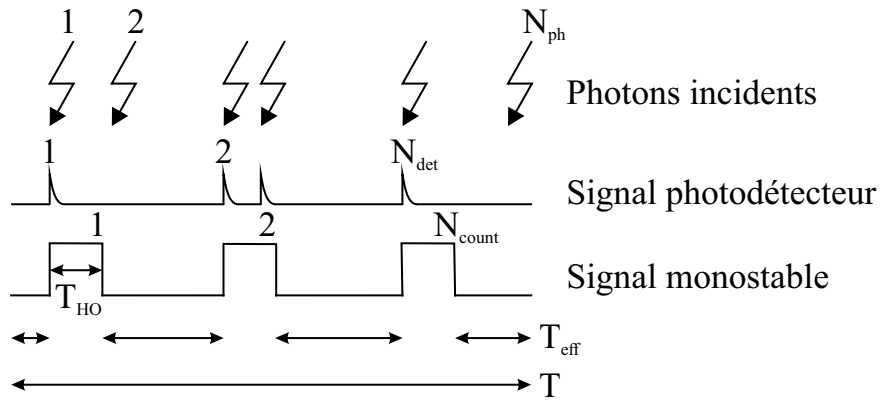 1 2 N_ph
Photons incidents
1 2 N_det
Signal photodétecteur
1 2 N_count
Signal monostable
T_HO
T_eff
T